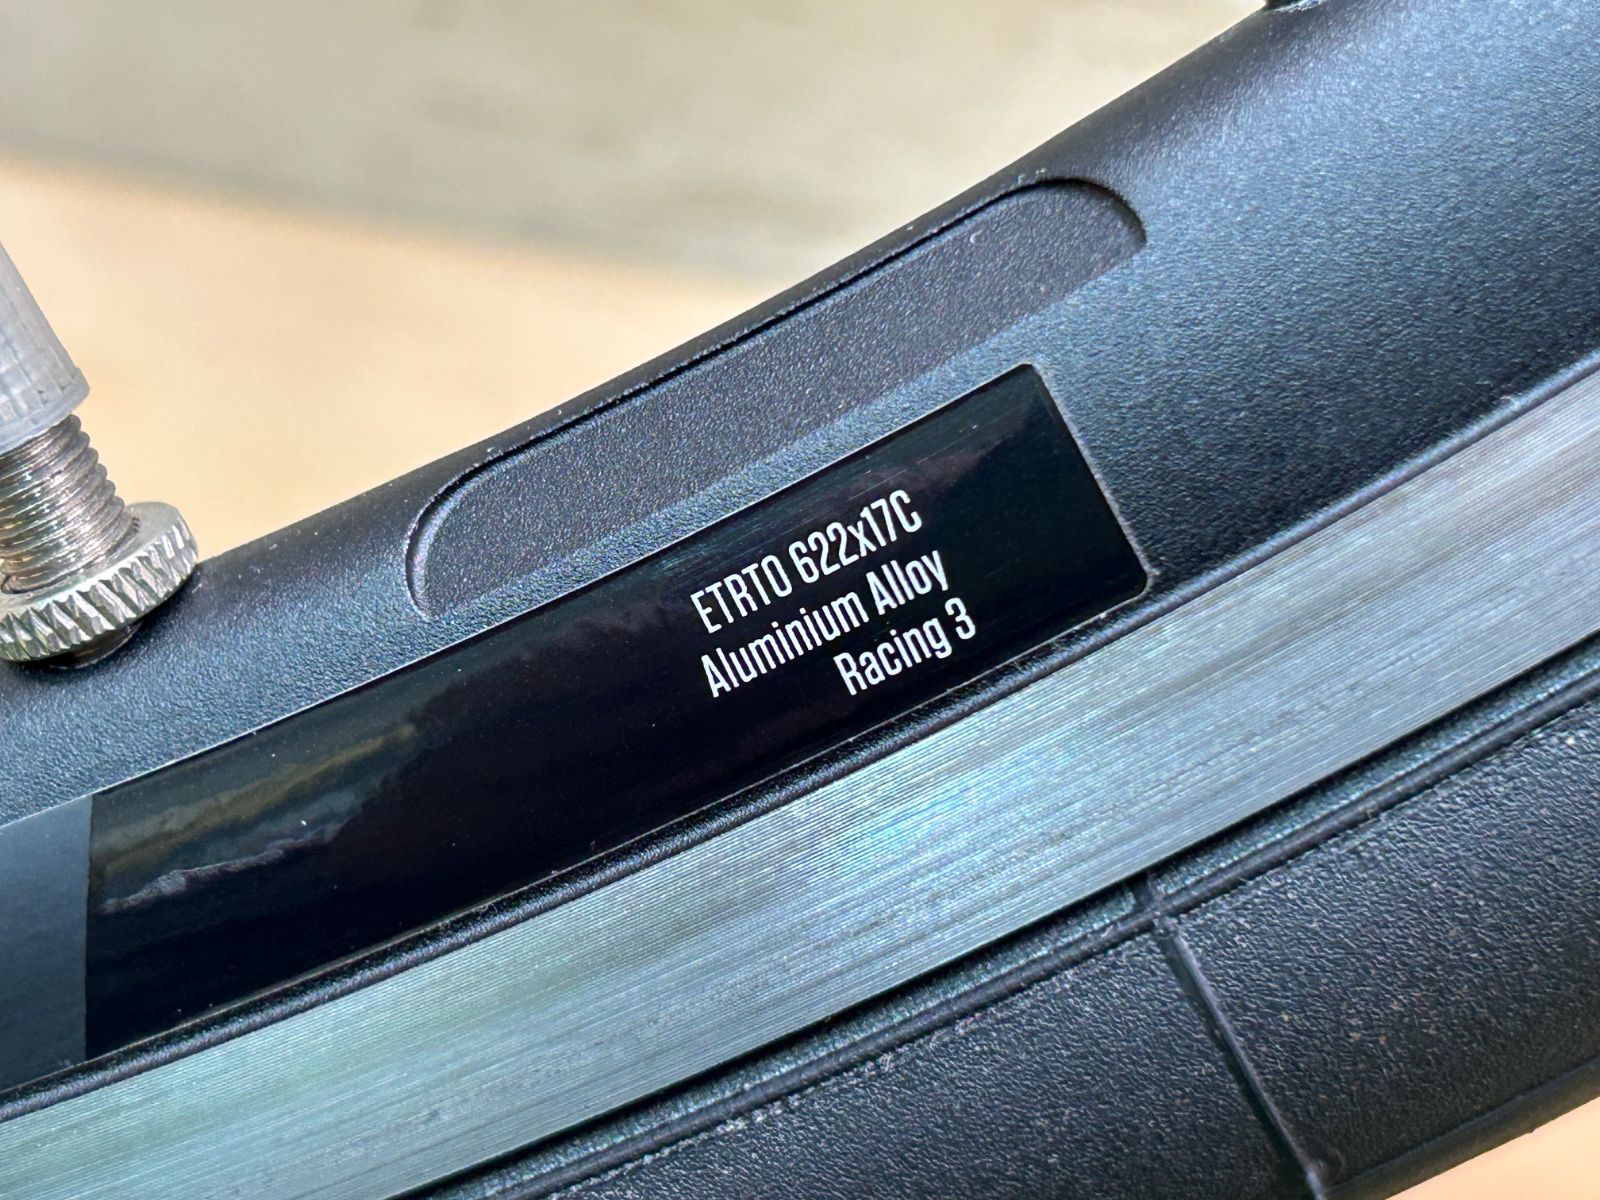 ETRTO 622x17C
Aluminium Alloy
Racing 3